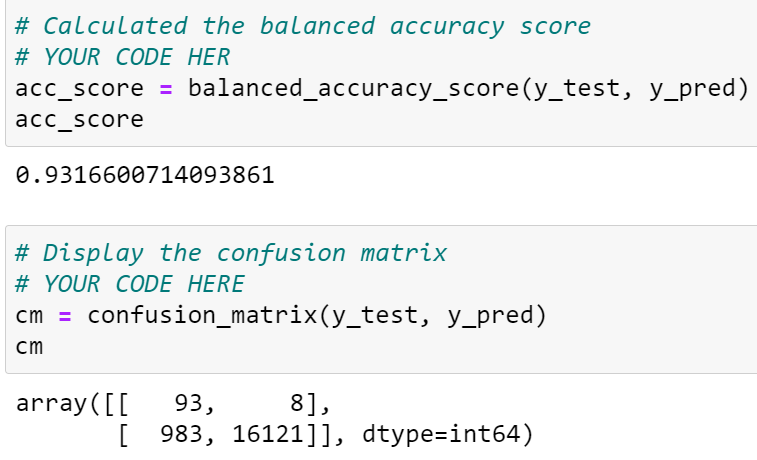 # Calculated the balanced accuracy score
# YOUR CODE HER
acc_score = balanced_accuracy_score(y_test, y_pred)
acc_score
0.9316600714093861
# Display the confusion matrix
# YOUR CODE HERE
cm = confusion_matrix(y_test, y_pred)
cm
array([[   93,     8],
       [  983, 16121]], dtype=int64)